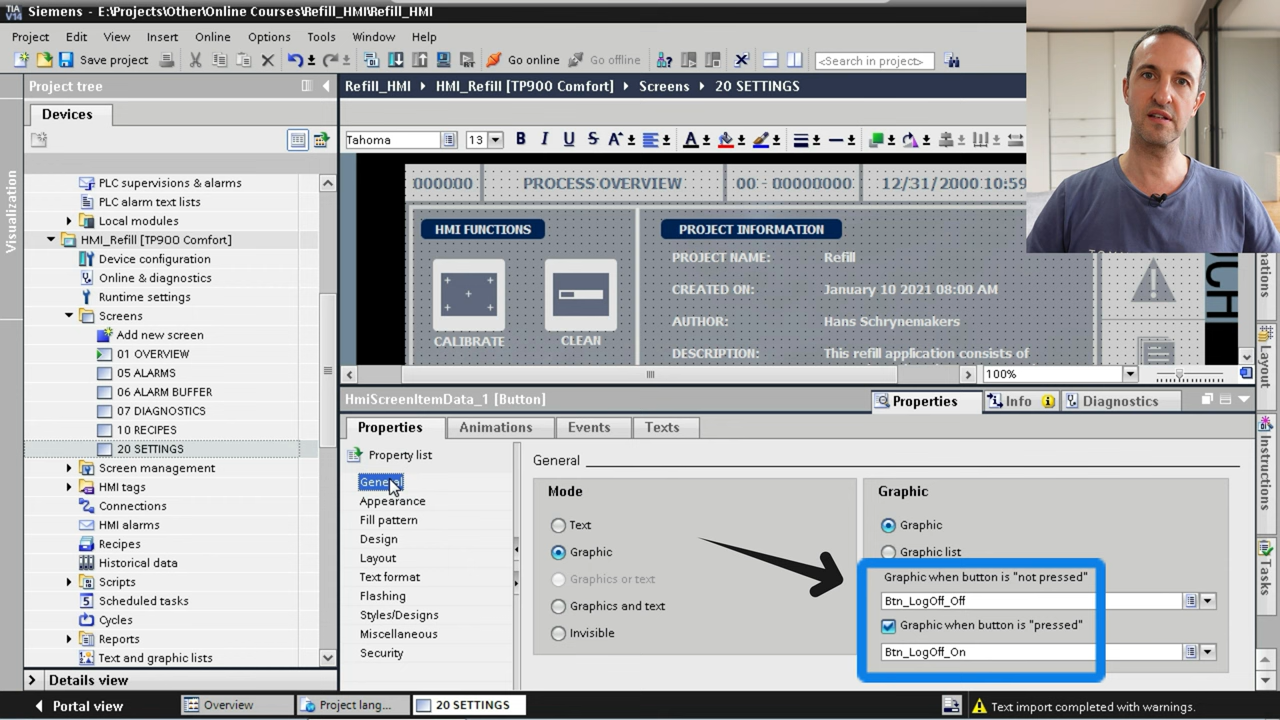 TIA V14 Siemens - E:\Projects\Other\Online Courses\Refill_HMI\Refill_HMI
Project Edit View Insert Online Options Tools Window Help
Save project Go online Go offline <Search in project>
Project tree
Refill_HMI HMI_Refill [TP900 Comfort] Screens 20 SETTINGS
Devices
Tahoma 13 B I U S A A
Visualization
PLC supervisions & alarms
PLC alarm text lists
Local modules
HMI_Refill [TP900 Comfort]
Device configuration
Online & diagnostics
Runtime settings
Screens
Add new screen
01 OVERVIEW
05 ALARMS
06 ALARM BUFFER
07 DIAGNOSTICS
10 RECIPES
20 SETTINGS
Screen management
HMI tags
Connections
HMI alarms
Recipes
Historical data
Scripts
Scheduled tasks
Cycles
Reports
Text and graphic lists
Details view
000000 PROCESS OVERVIEW 00 - 00000000 12/31/2000 10:59
HMI FUNCTIONS PROJECT INFORMATION
PROJECT NAME: Refill
CREATED ON: January 10 2021 08:00 AM
AUTHOR: Hans Schrynemakers
DESCRIPTION: This refill application consists of
CALIBRATE CLEAN
100%
HmiScreenItemData_1 [Button]
Properties Info Diagnostics
Properties Animations Events Texts
Property list
General
Appearance
Fill pattern
Design
Layout
Text format
Flashing
Styles/Designs
Miscellaneous
Security
General
Mode
Text
Graphic
Graphics or text
Graphics and text
Invisible
Graphic
Graphic
Graphic list
Graphic when button is "not pressed"
Btn_LogOff_Off
Graphic when button is "pressed"
Btn_LogOff_On
Layout
Instructions
Tasks
Portal view Overview Project lang... 20 SETTINGS Text import completed with warnings.